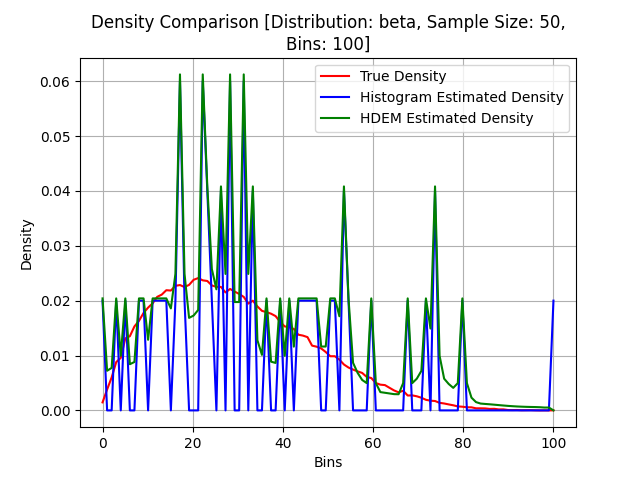 Density Comparison [Distribution: beta, Sample Size: 50,
Bins: 100]
True Density
Histogram Estimated Density
HDEM Estimated Density
Density
0.06
0.05
0.04
0.03
0.02
0.01
0.00
0 20 40 60 80 100
Bins